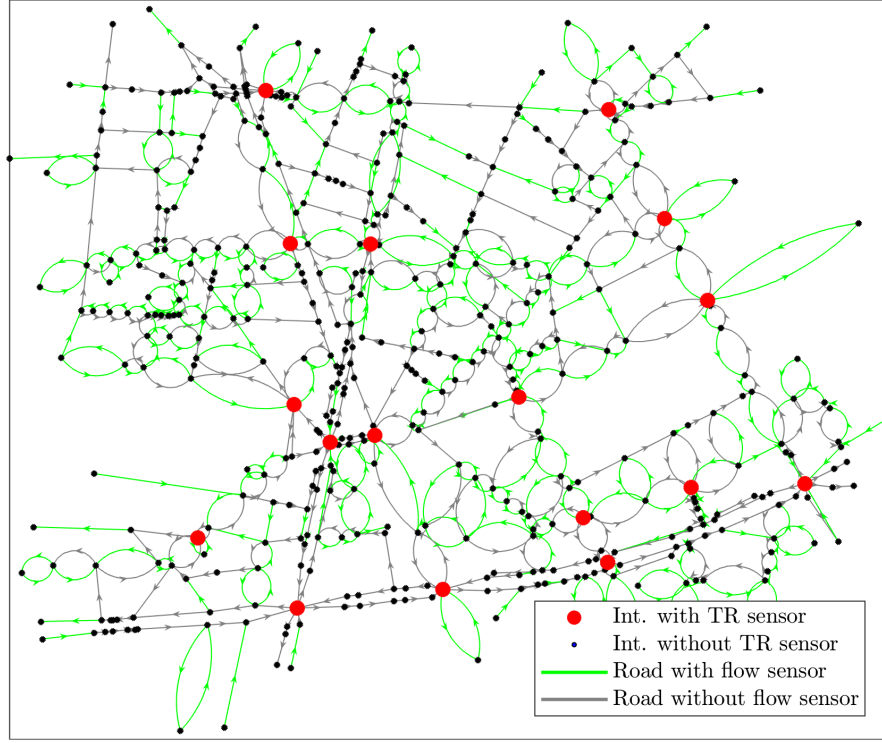 Int. with TR sensor
Int. without TR sensor
Road with flow sensor
Road without flow sensor